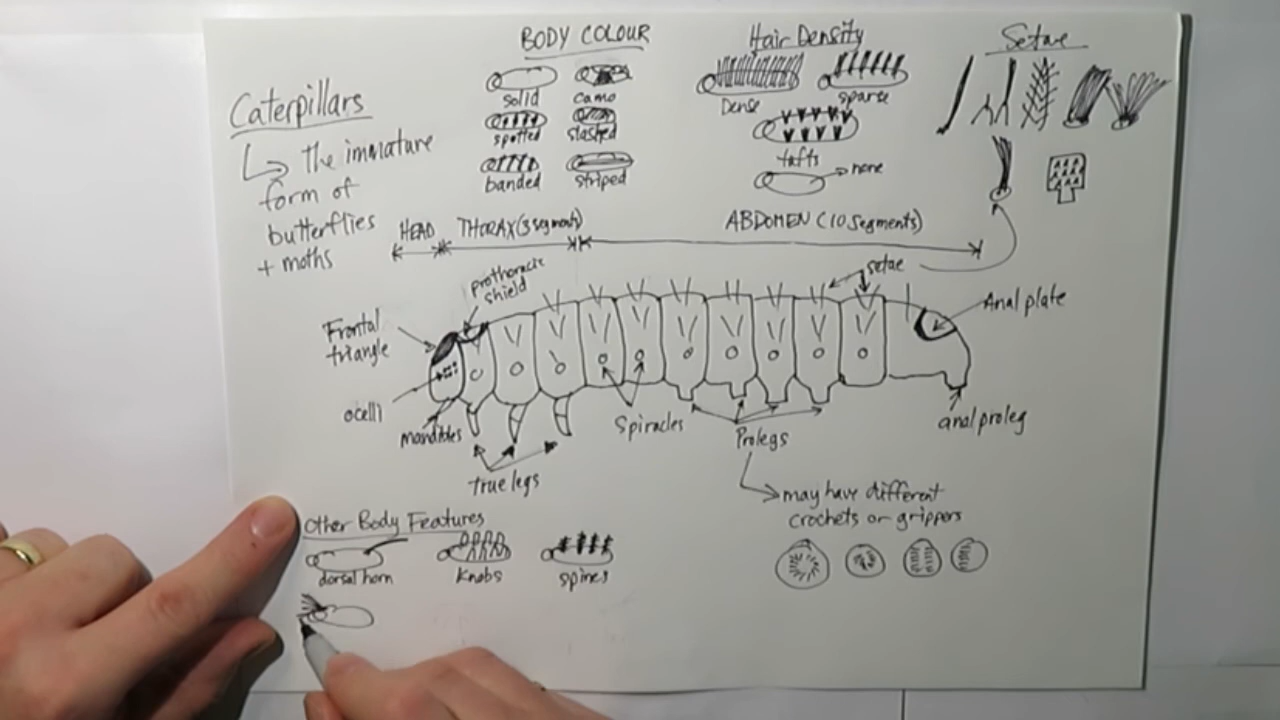 Caterpillars
The immature
form of
butterflies
+ moths
BODY COLOUR
solid
camo
spotted
slashed
banded
striped
Hair Density
Dense
sparse
tufts
none
Setae
HEAD
THORAX (3 segments)
ABDOMEN (10 segments)
prothoracic
shield
setae
Anal plate
Frontal
triangle
ocelli
mandibles
true legs
Spiracles
Prolegs
anal proleg
may have different
crochets or grippers
Other Body Features
dorsal horn
knobs
spines